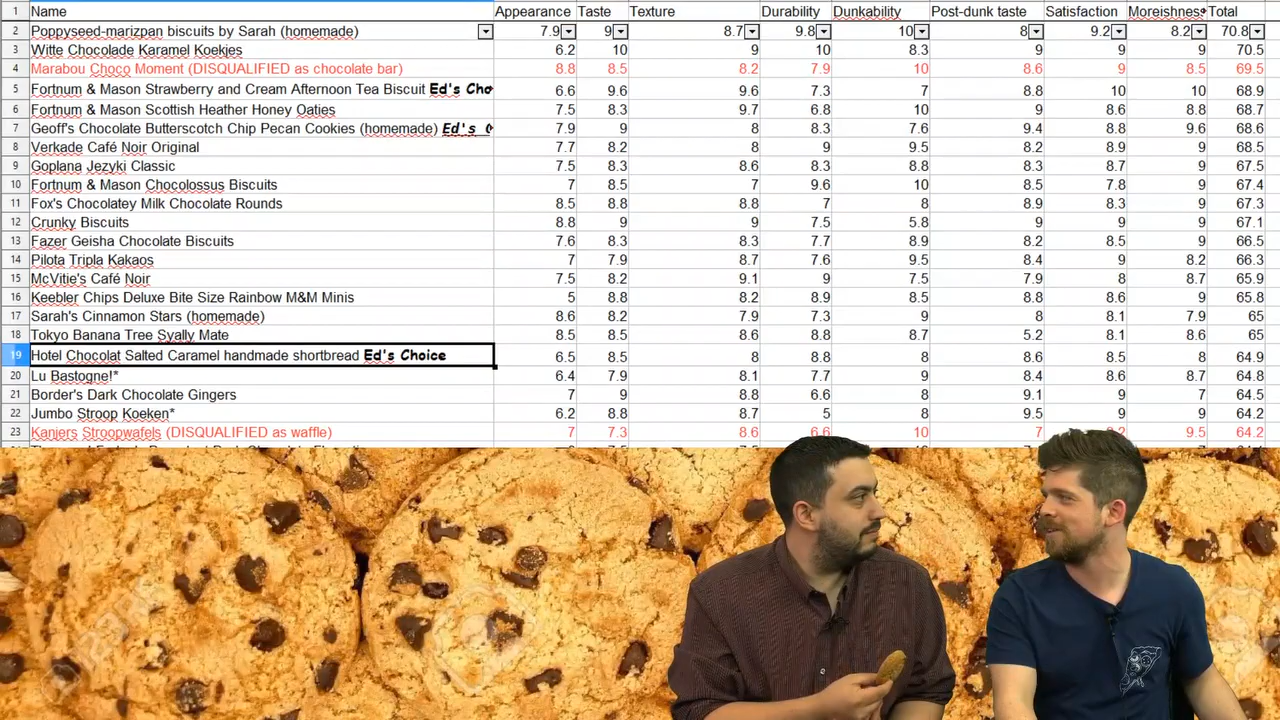 1 Name Appearance Taste Texture Durability Dunkability Post-dunk taste Satisfaction Moreishness Total
2 Poppyseed-marizpan biscuits by Sarah (homemade) 7.9 9 8.7 9.8 10 8 9.2 8.2 70.8
3 Witte Chocolade Karamel Koekjes 6.2 10 9 10 8.3 9 9 9 70.5
4 Marabou Choco Moment (DISQUALIFIED as chocolate bar) 8.8 8.5 8.2 7.9 10 8.6 9 8.5 69.5
5 Fortnum & Mason Strawberry and Cream Afternoon Tea Biscuit Ed's Cho 6.6 9.6 9.6 7.3 7 8.8 10 10 68.9
6 Fortnum & Mason Scottish Heather Honey Oaties 7.5 8.3 9.7 6.8 10 9 8.6 8.8 68.7
7 Geoff's Chocolate Butterscotch Chip Pecan Cookies (homemade) Ed's 7.9 9 8 8.3 7.6 9.4 8.8 9.6 68.6
8 Verkade Café Noir Original 7.7 8.2 8 9 9.5 8.2 8.9 9 68.5
9 Goplana Jezyki Classic 7.5 8.3 8.6 8.3 8.8 8.3 8.7 9 67.5
10 Fortnum & Mason Chocolossus Biscuits 7 8.5 7 9.6 10 8.5 7.8 9 67.4
11 Fox's Chocolatey Milk Chocolate Rounds 8.5 8.8 8.8 7 8 8.9 8.3 9 67.3
12 Crunky Biscuits 8.8 9 9 7.5 5.8 9 9 9 67.1
13 Fazer Geisha Chocolate Biscuits 7.6 8.3 8.3 7.7 8.9 8.2 8.5 9 66.5
14 Pilota Tripla Kakaos 7 7.9 8.7 7.6 9.5 8.4 9 8.2 66.3
15 McVitie's Café Noir 7.5 8.2 9.1 9 7.5 7.9 8 8.7 65.9
16 Keebler Chips Deluxe Bite Size Rainbow M&M Minis 5 8.8 8.2 8.9 8.5 8.8 8.6 9 65.8
17 Sarah's Cinnamon Stars (homemade) 8.6 8.2 7.9 7.3 9 8 8.1 7.9 65
18 Tokyo Banana Tree Syally Mate 8.5 8.5 8.6 8.8 8.7 5.2 8.1 8.6 65
19 Hotel Chocolat Salted Caramel handmade shortbread Ed's Choice 6.5 8.5 8 8.8 8 8.6 8.5 8 64.9
20 Lu Bastogne!* 6.4 7.9 8.1 7.7 9 8.4 8.6 8.7 64.8
21 Border's Dark Chocolate Gingers 7 9 8.8 6.6 8 9.1 9 7 64.5
22 Jumbo Stroop Koeken* 6.2 8.8 8.7 5 8 9.5 9 9 64.2
23 Kanjers Stroopwafels (DISQUALIFIED as waffle) 7 7.3 8.6 6.6 10 7 9.5 64.2